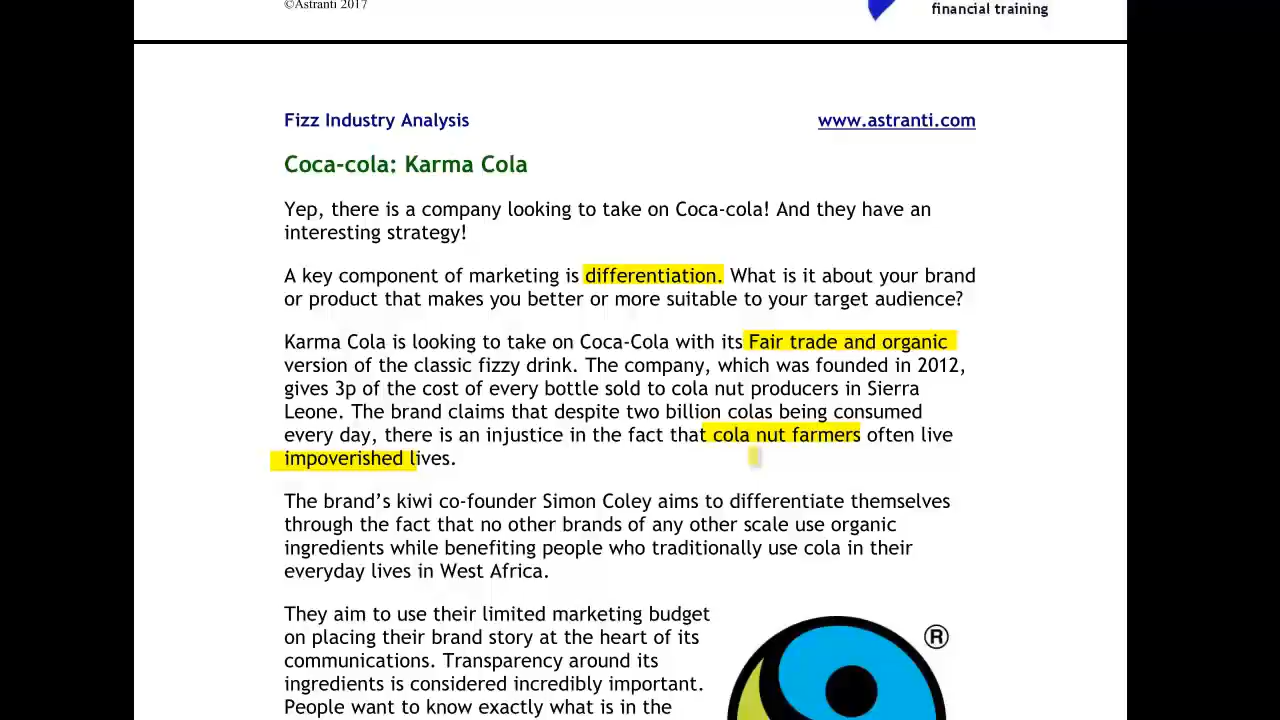 ©Astranti 2017
financial training
Fizz Industry Analysis www.astranti.com
Coca-cola: Karma Cola
Yep, there is a company looking to take on Coca-cola! And they have an
interesting strategy!
A key component of marketing is differentiation. What is it about your brand
or product that makes you better or more suitable to your target audience?
Karma Cola is looking to take on Coca-Cola with its Fair trade and organic
version of the classic fizzy drink. The company, which was founded in 2012,
gives 3p of the cost of every bottle sold to cola nut producers in Sierra
Leone. The brand claims that despite two billion colas being consumed
every day, there is an injustice in the fact that cola nut farmers often live
impoverished lives.
The brand’s kiwi co-founder Simon Coley aims to differentiate themselves
through the fact that no other brands of any other scale use organic
ingredients while benefiting people who traditionally use cola in their
everyday lives in West Africa.
They aim to use their limited marketing budget
on placing their brand story at the heart of its
communications. Transparency around its
ingredients is considered incredibly important.
People want to know exactly what is in the
®